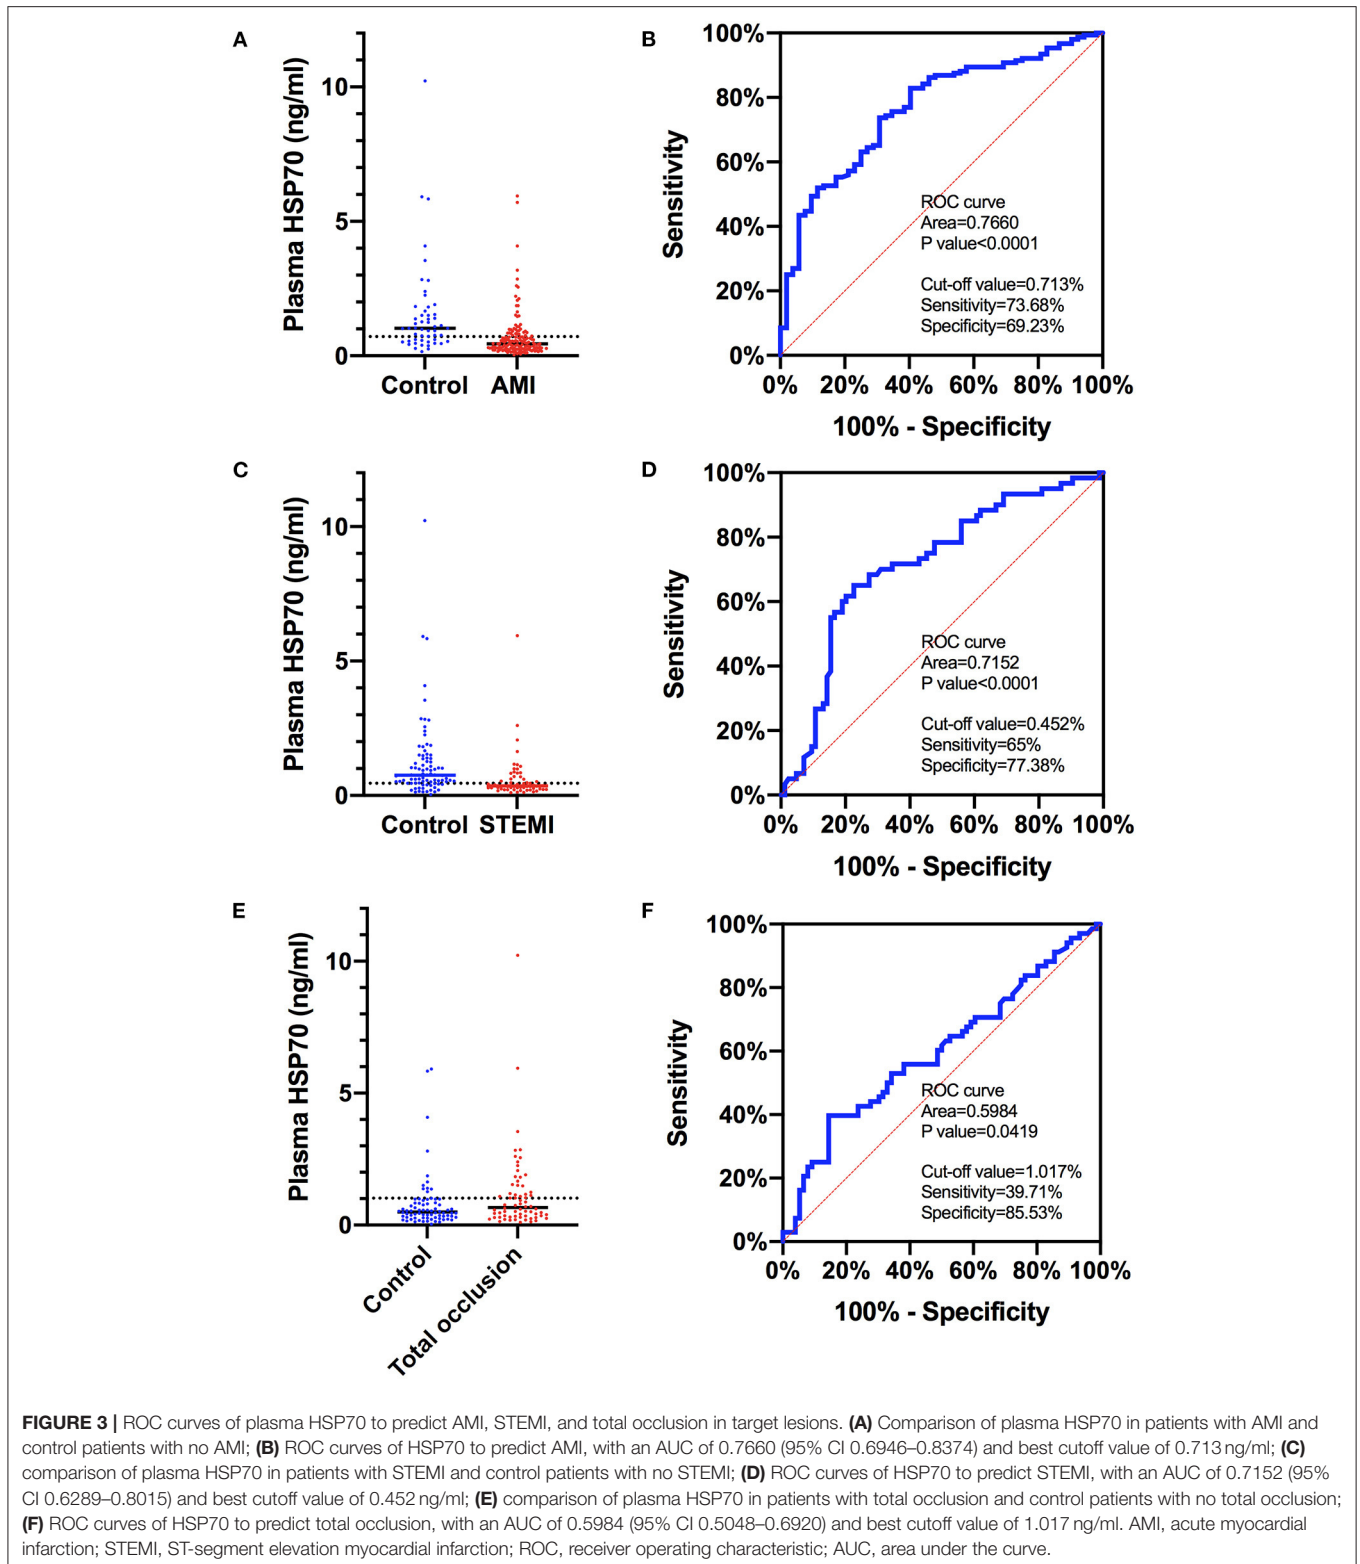 A
Plasma HSP70 (ng/ml)
10
5
0
Control AMI
B
Sensitivity
100%
80%
60%
40%
20%
0%
ROC curve
Area=0.7660
P value<0.0001
Cut-off value=0.713%
Sensitivity=73.68%
Specificity=69.23%
0% 20% 40% 60% 80% 100%
100% - Specificity
C
Plasma HSP70 (ng/ml)
10
5
0
Control STEMI
D
Sensitivity
100%
80%
60%
40%
20%
0%
ROC curve
Area=0.7152
P value<0.0001
Cut-off value=0.452%
Sensitivity=65%
Specificity=77.38%
0% 20% 40% 60% 80% 100%
100% - Specificity
E
Plasma HSP70 (ng/ml)
10
5
0
Control
Total occlusion
F
Sensitivity
100%
80%
60%
40%
20%
0%
ROC curve
Area=0.5984
P value=0.0419
Cut-off value=1.017%
Sensitivity=39.71%
Specificity=85.53%
0% 20% 40% 60% 80% 100%
100% - Specificity
FIGURE 3 | ROC curves of plasma HSP70 to predict AMI, STEMI, and total occlusion in target lesions. (A) Comparison of plasma HSP70 in patients with AMI and
control patients with no AMI; (B) ROC curves of HSP70 to predict AMI, with an AUC of 0.7660 (95% CI 0.6946–0.8374) and best cutoff value of 0.713 ng/ml; (C)
comparison of plasma HSP70 in patients with STEMI and control patients with no STEMI; (D) ROC curves of HSP70 to predict STEMI, with an AUC of 0.7152 (95%
CI 0.6289–0.8015) and best cutoff value of 0.452 ng/ml; (E) comparison of plasma HSP70 in patients with total occlusion and control patients with no total occlusion;
(F) ROC curves of HSP70 to predict total occlusion, with an AUC of 0.5984 (95% CI 0.5048–0.6920) and best cutoff value of 1.017 ng/ml. AMI, acute myocardial
infarction; STEMI, ST-segment elevation myocardial infarction; ROC, receiver operating characteristic; AUC, area under the curve.